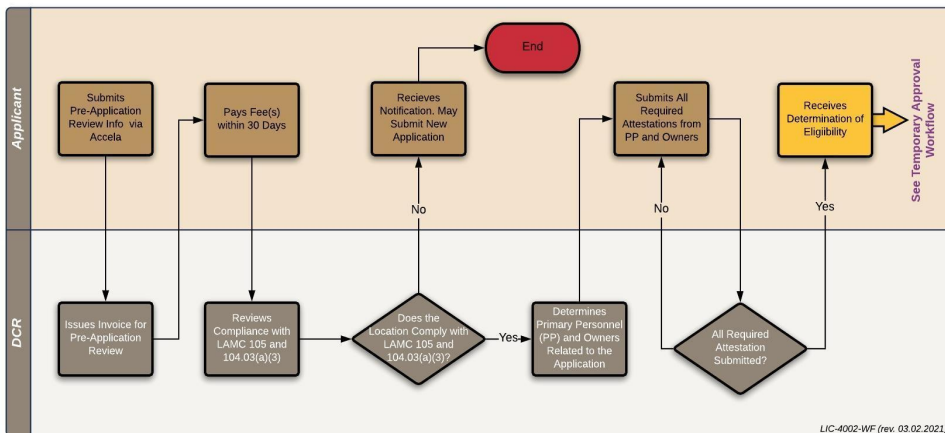 Applicant
Submits
Pre-Application
Review Info via
Accela
Pays Fee(s)
within 30 Days
Recieves
Notification. May
Submit New
Application
End
Submits All
Required
Attestations from
PP and Owners
Receives
Determination of
Eligiibility
See Temporary Approval
Workflow
No
No
Yes
DCR
Issues Invoice for
Pre-Application
Review
Reviews
Compliance with
LAMC 105 and
104.03(a)(3)
Does the
Location Comply with
LAMC 105 and
104.03(a)(3)?
Yes
Determines
Primary Personnel
(PP) and Owners
Related to the
Application
All Required
Attestation
Submitted?
LIC-4002-WF (rev. 03.02.2021)